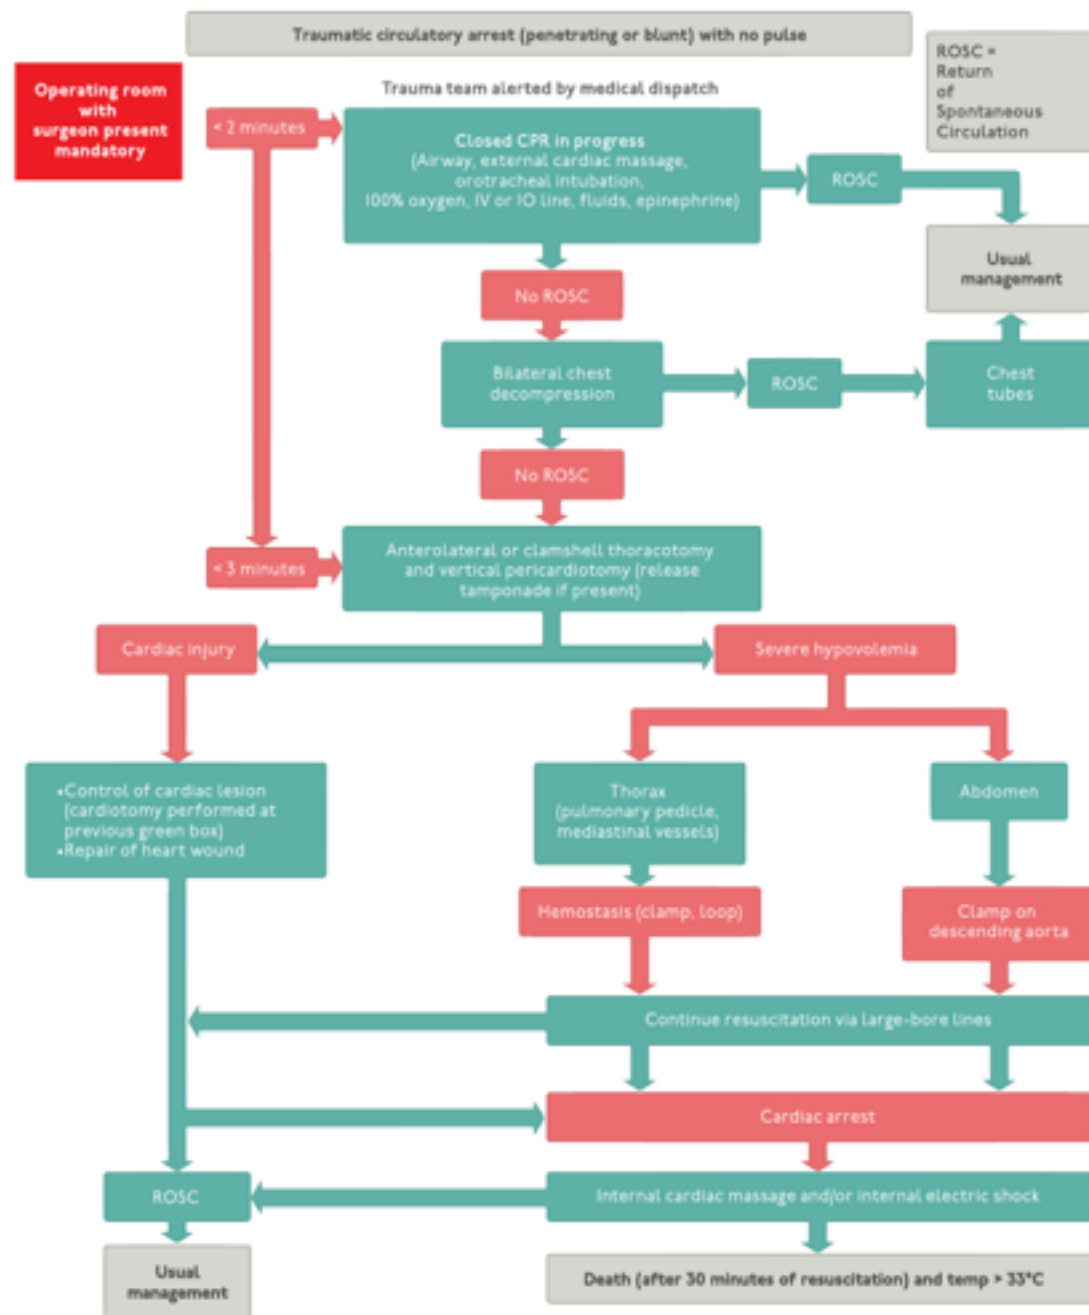 Traumatic circulatory arrest (penetrating or blunt) with no pulse
ROSC =
Return
of
Spontaneous
Circulation
Operating room
with
surgeon present
mandatory
Trauma team alerted by medical dispatch
< 2 minutes
Closed CPR in progress
(Airway, external cardiac massage,
orotracheal intubation,
100% oxygen, IV or IO line, fluids, epinephrine)
ROSC
Usual
management
No ROSC
Bilateral chest
decompression
ROSC
Chest
tubes
No ROSC
< 3 minutes
Anterolateral or clamshell thoracotomy
and vertical pericardiotomy (release
tamponade if present)
Cardiac injury
Severe hypovolemia
•Control of cardiac lesion
(cardiotomy performed at
previous green box)
•Repair of heart wound
Thorax
(pulmonary pedicle,
mediastinal vessels)
Abdomen
Hemostasis (clamp, loop)
Clamp on
descending aorta
Continue resuscitation via large-bore lines
Cardiac arrest
ROSC
Internal cardiac massage and/or internal electric shock
Usual
management
Death (after 30 minutes of resuscitation) and temp > 33°C